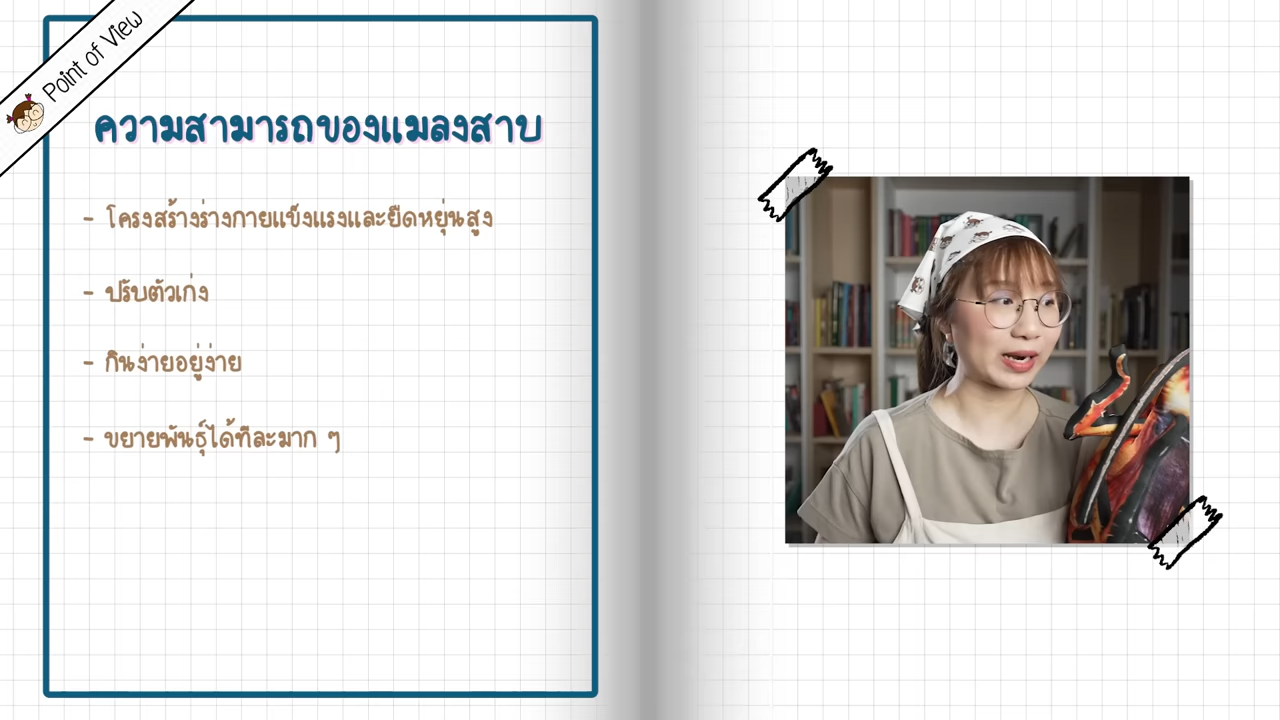 Point of View
ความสามารถของแมลงสาบ
- โครงสร้างร่างกายแข็งแรงและยืดหยุ่นสูง
- ปรับตัวเก่ง
- กินง่ายอยู่ง่าย
- ขยายพันธุ์ได้ทีละมาก ๆ